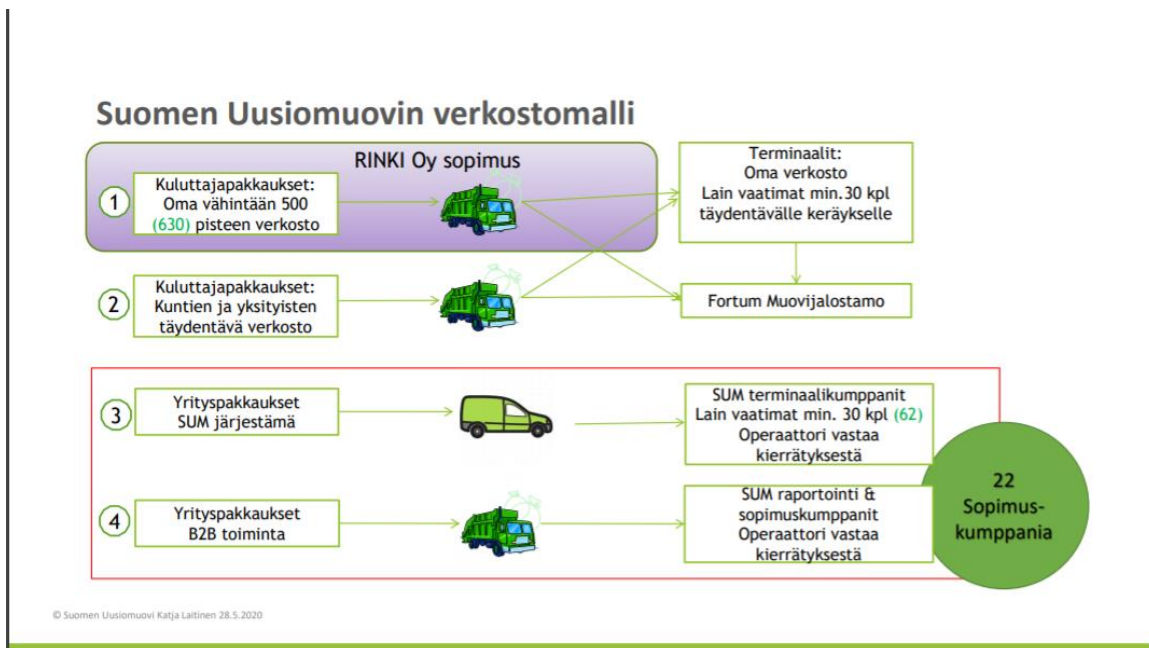 Suomen Uusiomuovin verkostomalli
RINKI Oy sopimus
1
Kuluttajapakkaukset:
Oma vähintään 500
(630) pisteen verkosto
Terminaalit:
Oma verkosto
Lain vaatimat min.30 kpl
täydentävälle keräykselle
2
Kuluttajapakkaukset:
Kuntien ja yksityisten
täydentävä verkosto
Fortum Muovijalostamo
3
Yrityspakkaukset
SUM järjestämä
SUM terminaalikumppanit
Lain vaatimat min. 30 kpl (62)
Operaattori vastaa
kierrätyksestä
4
Yrityspakkaukset
B2B toiminta
SUM raportointi &
sopimuskumppanit
Operaattori vastaa
kierrätyksestä
22
Sopimus-
kumppania
© Suomen Uusiomuovi Katja Laitinen 28.5.2020